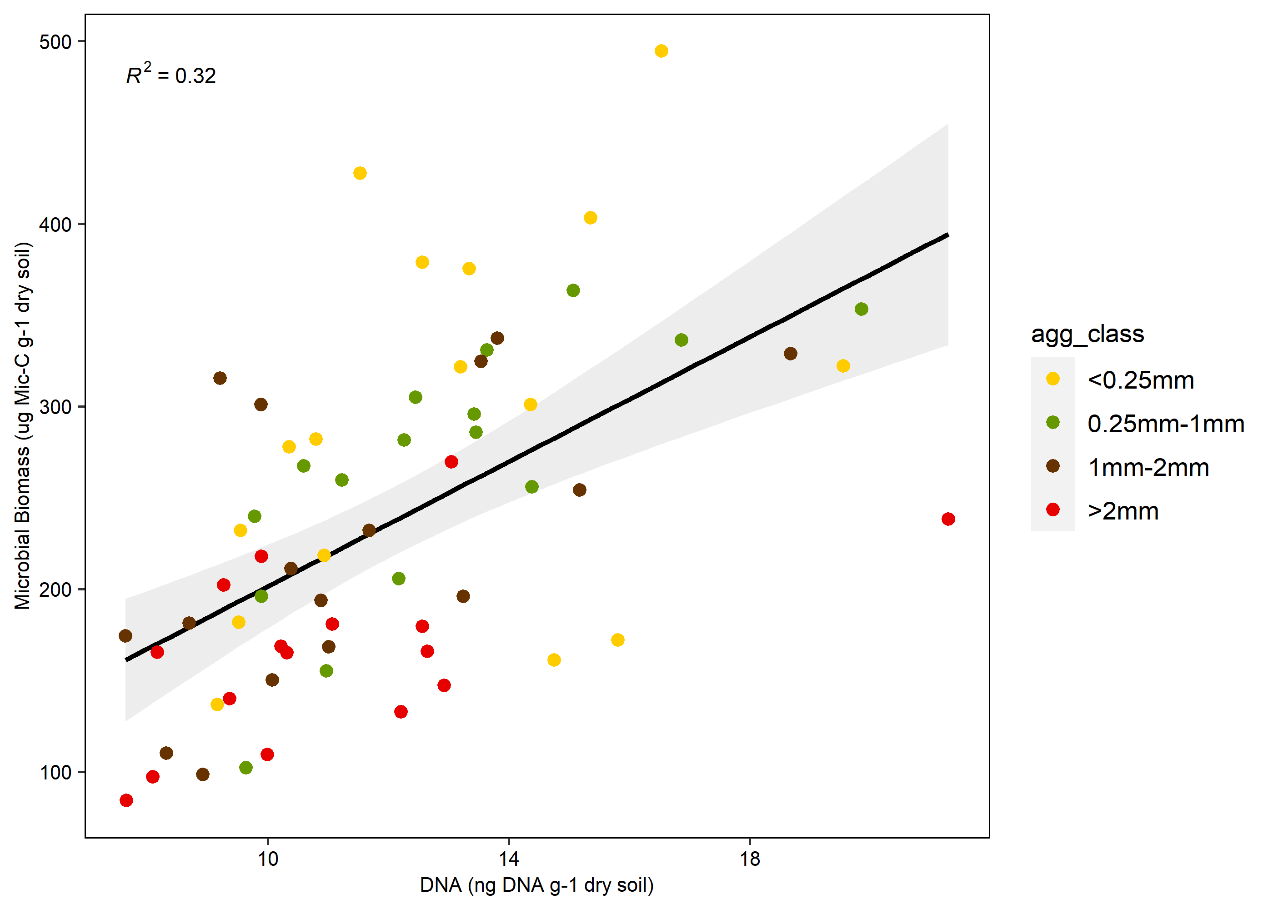 R² = 0.32
500
400
300
200
100
Microbial Biomass (ug Mic-C g-1 dry soil)
10
14
18
DNA (ng DNA g-1 dry soil)
agg_class
<0.25mm
0.25mm-1mm
1mm-2mm
>2mm